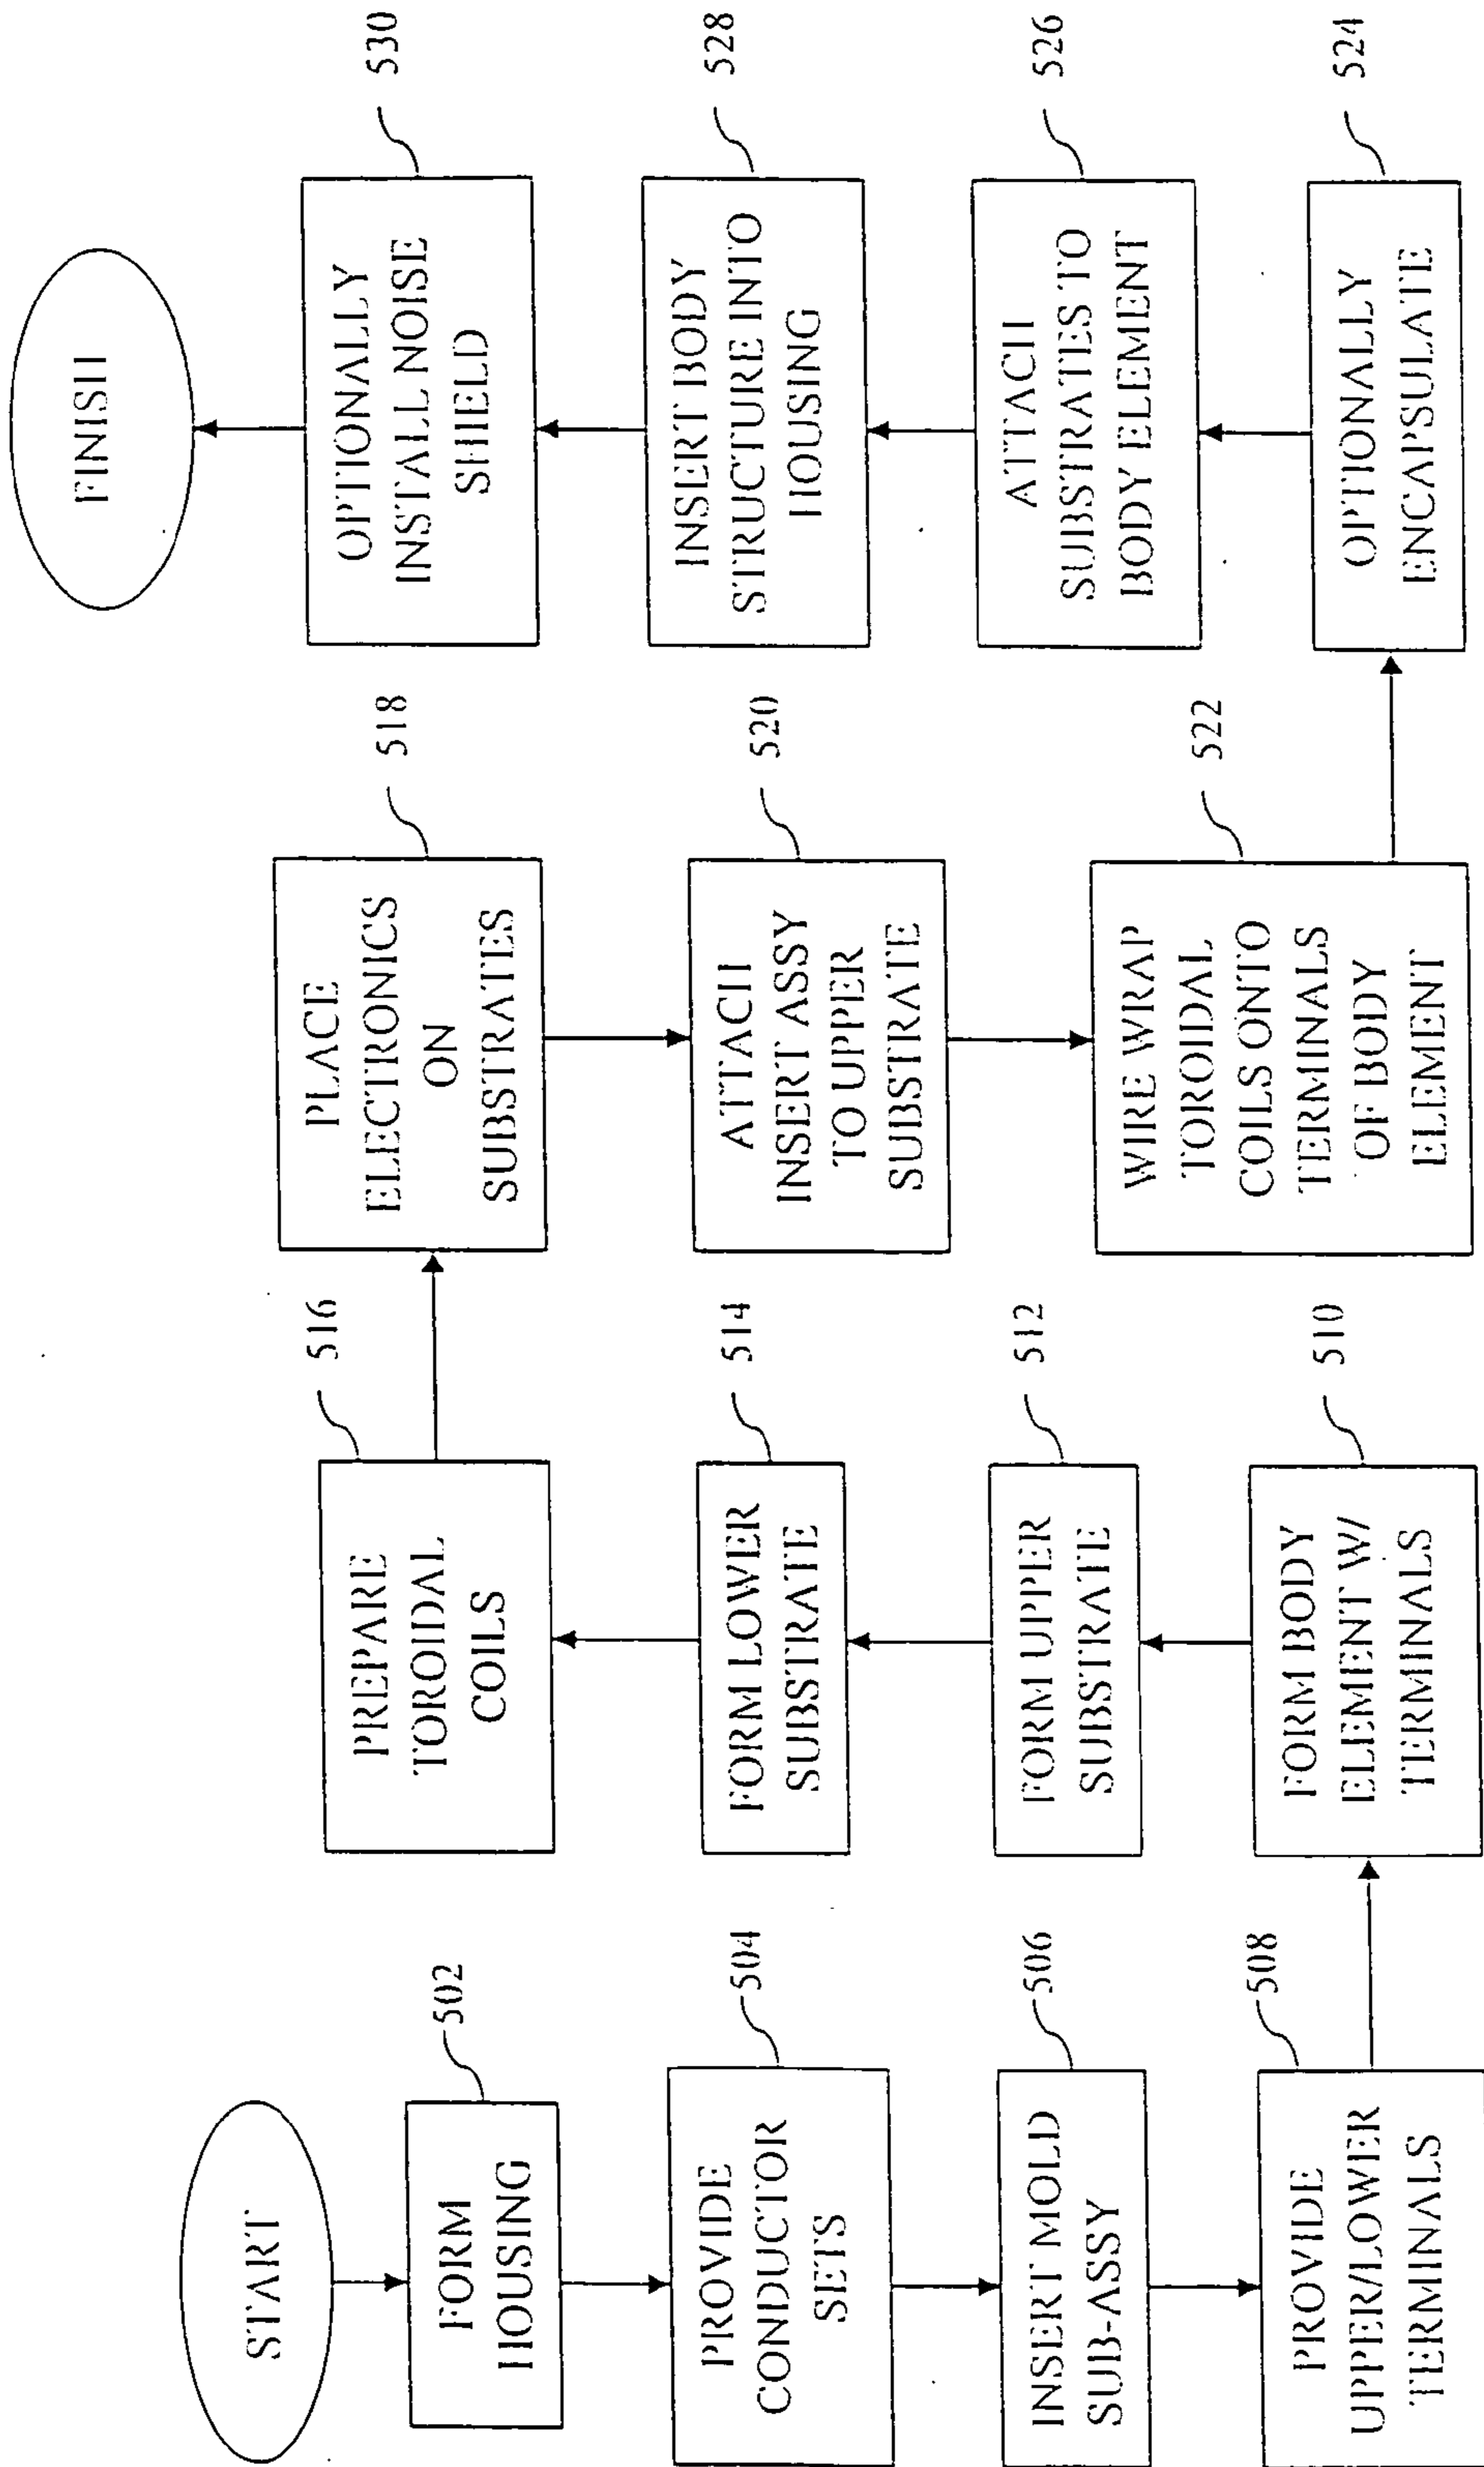 START
FORM
HOUSING
502
PROVIDE
CONDUCTOR
SETS
504
INSERT MOLD
SUB-ASSY
506
PROVIDE
UPPER/LOWER
TERMINALS
508
FORM BODY
ELEMENT W/
TERMINALS
510
FORM UPPER
SUBSTRATE
512
FORM LOWER
SUBSTRATE
514
PREPARE
TOROIDAL
COILS
516
PLACE
ELECTRONICS
ON
SUBSTRATES
518
ATTACH
INSERT ASSY
TO UPPER
SUBSTRATE
520
WIRE WRAP
TOROIDAL
COILS ONTO
TERMINALS
OF BODY
ELEMENT
522
OPTIONALLY
ENCAPSULATE
524
ATTACH
SUBSTRATES TO
BODY ELEMENT
526
INSERT BODY
STRUCTURE INTO
HOUSING
528
OPTIONALLY
INSTALL NOISE
SHIELD
530
FINISH